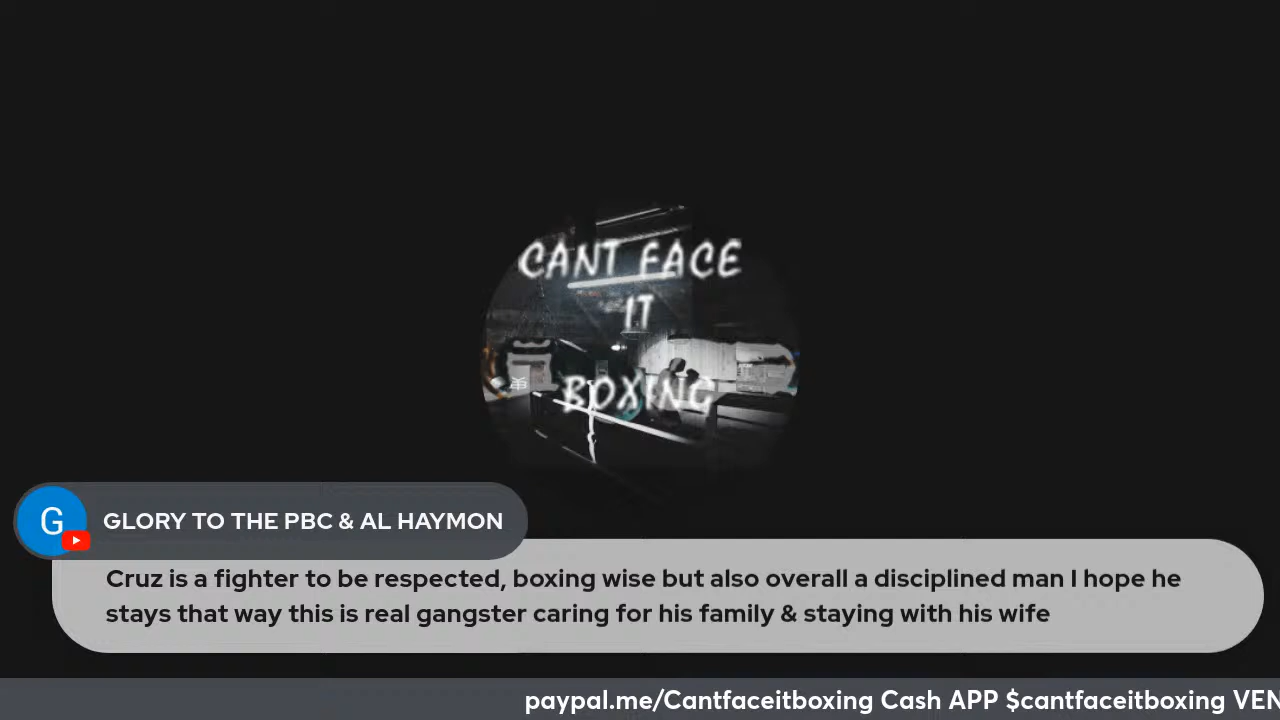 CANT FACE
IT
BOXING
G
GLORY TO THE PBC & AL HAYMON
Cruz is a fighter to be respected, boxing wise but also overall a disciplined man I hope he
stays that way this is real gangster caring for his family & staying with his wife
paypal.me/Cantfaceitboxing Cash APP $cantfaceitboxing VEN